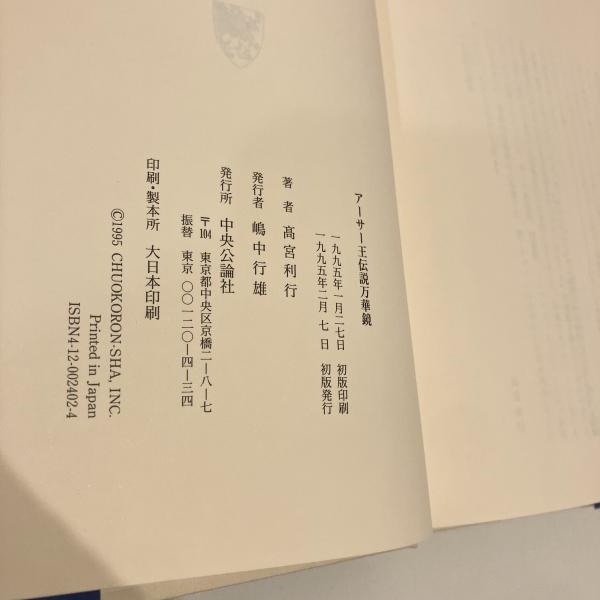 アーサー王伝説万華鏡
一九九五年一月二七日　初版印刷
一九九五年二月　七日　初版発行
著　者　髙宮利行
発行者　嶋中行雄
発行所　中央公論社
〒104　東京都中央区京橋二ー八ー七
振替　東京　〇〇一二〇ー四ー三四
印刷・製本所　大日本印刷
©1995 CHUOKORON-SHA, INC.
Printed in Japan
ISBN4-12-002402-4